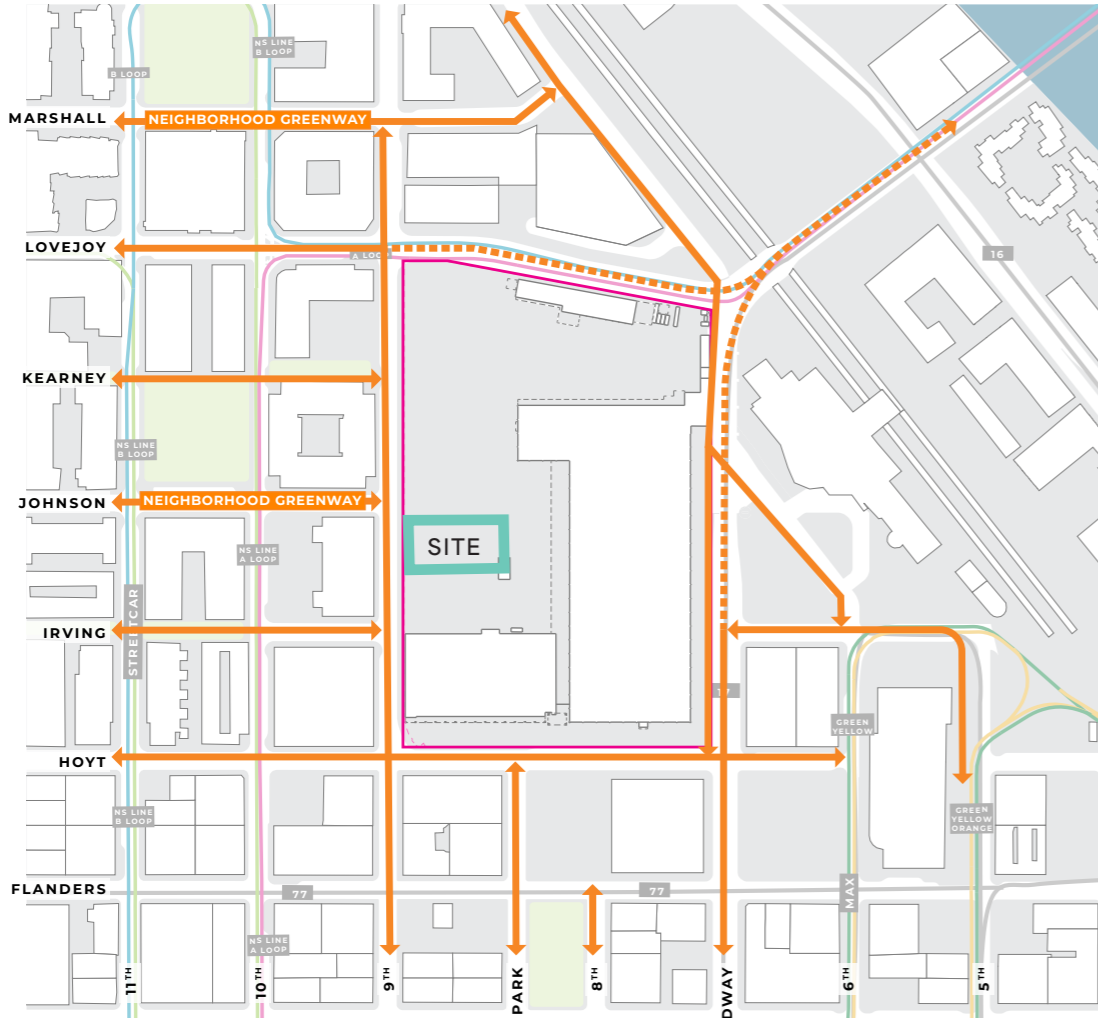 NS LINE
B LOOP
B LOOP
MARSHALL
NEIGHBORHOOD GREENWAY
LOVEJOY
A LOOP
16
KEARNEY
NS LINE
B LOOP
JOHNSON
NEIGHBORHOOD GREENWAY
SITE
NS LINE
A LOOP
STREETCAR
IRVING
17
GREEN
YELLOW
HOYT
NS LINE
B LOOP
GREEN
YELLOW
ORANGE
FLANDERS
77
77
MAX
NS LINE
A LOOP
11TH
10TH
9TH
PARK
8TH
DWAY
6TH
5TH